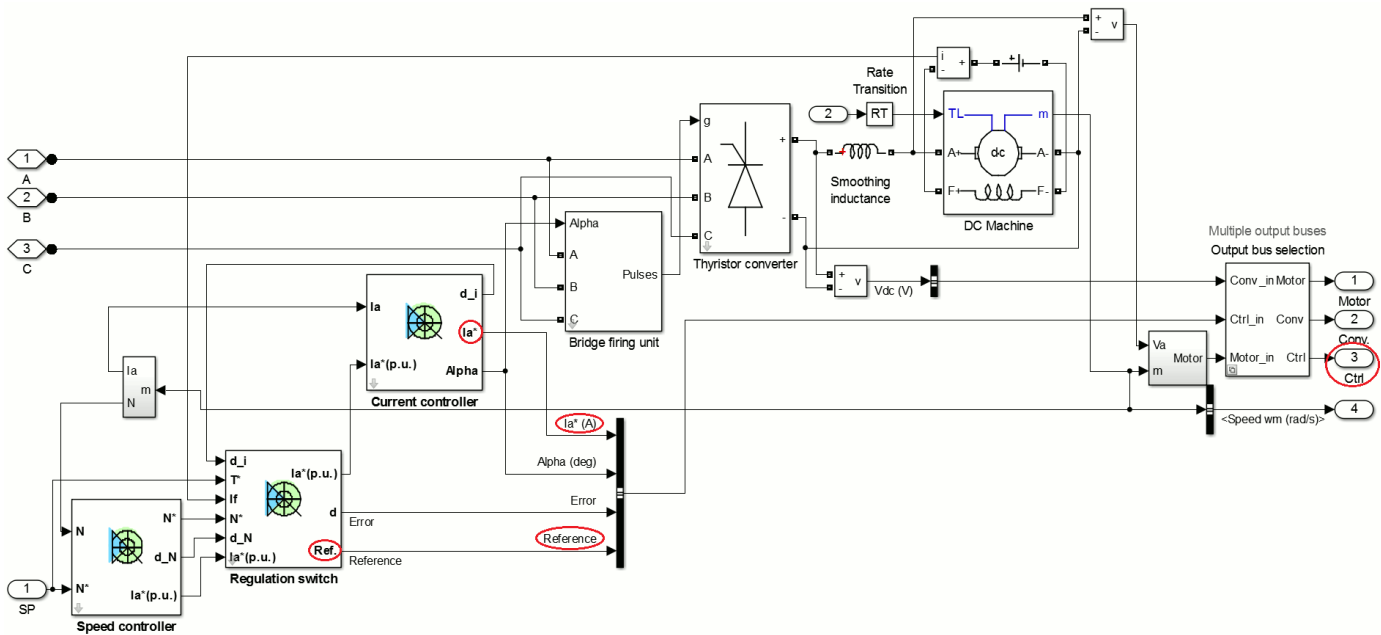 +
-
v
i
+
-
+
Rate
Transition
2
RT
TL
m
A+
dc
A-
F+
F-
DC Machine
Smoothing
inductance
g
A
B
C
+
-
Thyristor converter
1
A
2
B
3
C
Alpha
A
B
C
Pulses
Bridge firing unit
+
-
v
Vdc (V)
Multiple output buses
Output bus selection
Conv_in
Motor
Ctrl_in
Conv
Motor_in
Ctrl
1
Motor
2
Conv.
3
Ctrl
4
Va
m
Motor
<Speed wm (rad/s)>
Ia
Ia*(p.u.)
d_i
Ia*
Alpha
Current controller
Ia
N
m
Ia* (A)
Alpha (deg)
Error
Reference
d_i
T*
If
N*
d_N
Ia*(p.u.)
Ia*(p.u.)
d
Ref.
Error
Reference
Regulation switch
N
N*
N*
d_N
Ia*(p.u.)
Speed controller
1
SP